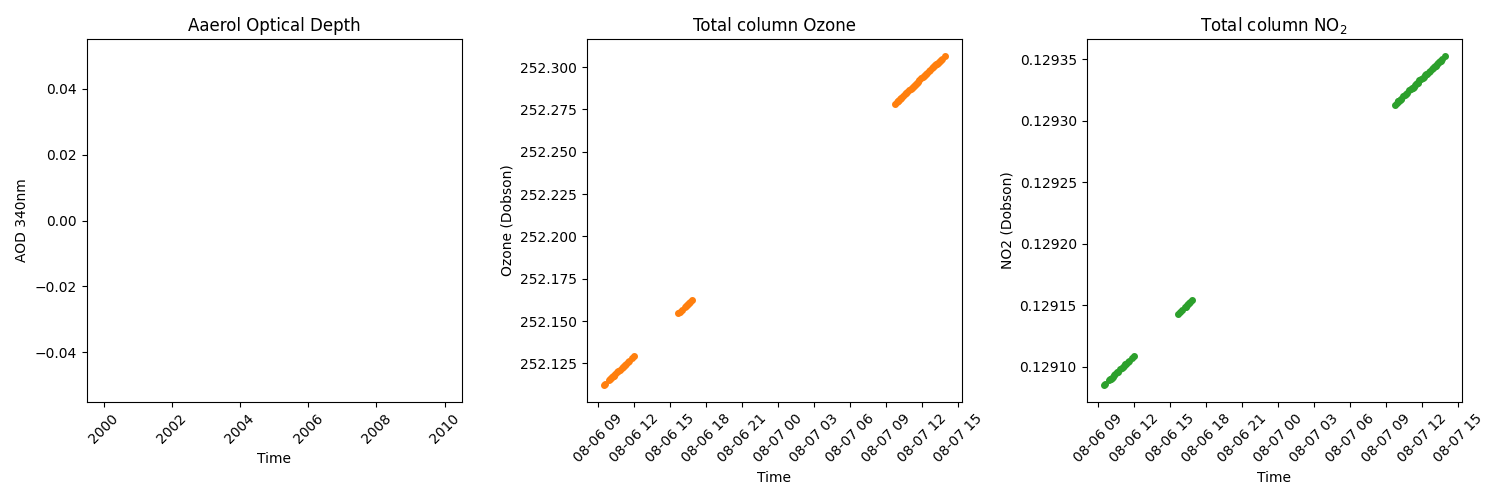 Aaerol Optical Depth
AOD 340nm
0.04
0.02
0.00
−0.02
−0.04
2000 2002 2004 2006 2008 2010
Time
Total column Ozone
Ozone (Dobson)
252.300
252.275
252.250
252.225
252.200
252.175
252.150
252.125
08-06 09 08-06 12 08-06 15 08-06 18 08-06 21 08-07 00 08-07 03 08-07 06 08-07 09 08-07 12 08-07 15
Time
Total column NO₂
NO2 (Dobson)
0.12935
0.12930
0.12925
0.12920
0.12915
0.12910
08-06 09 08-06 12 08-06 15 08-06 18 08-06 21 08-07 00 08-07 03 08-07 06 08-07 09 08-07 12 08-07 15
Time